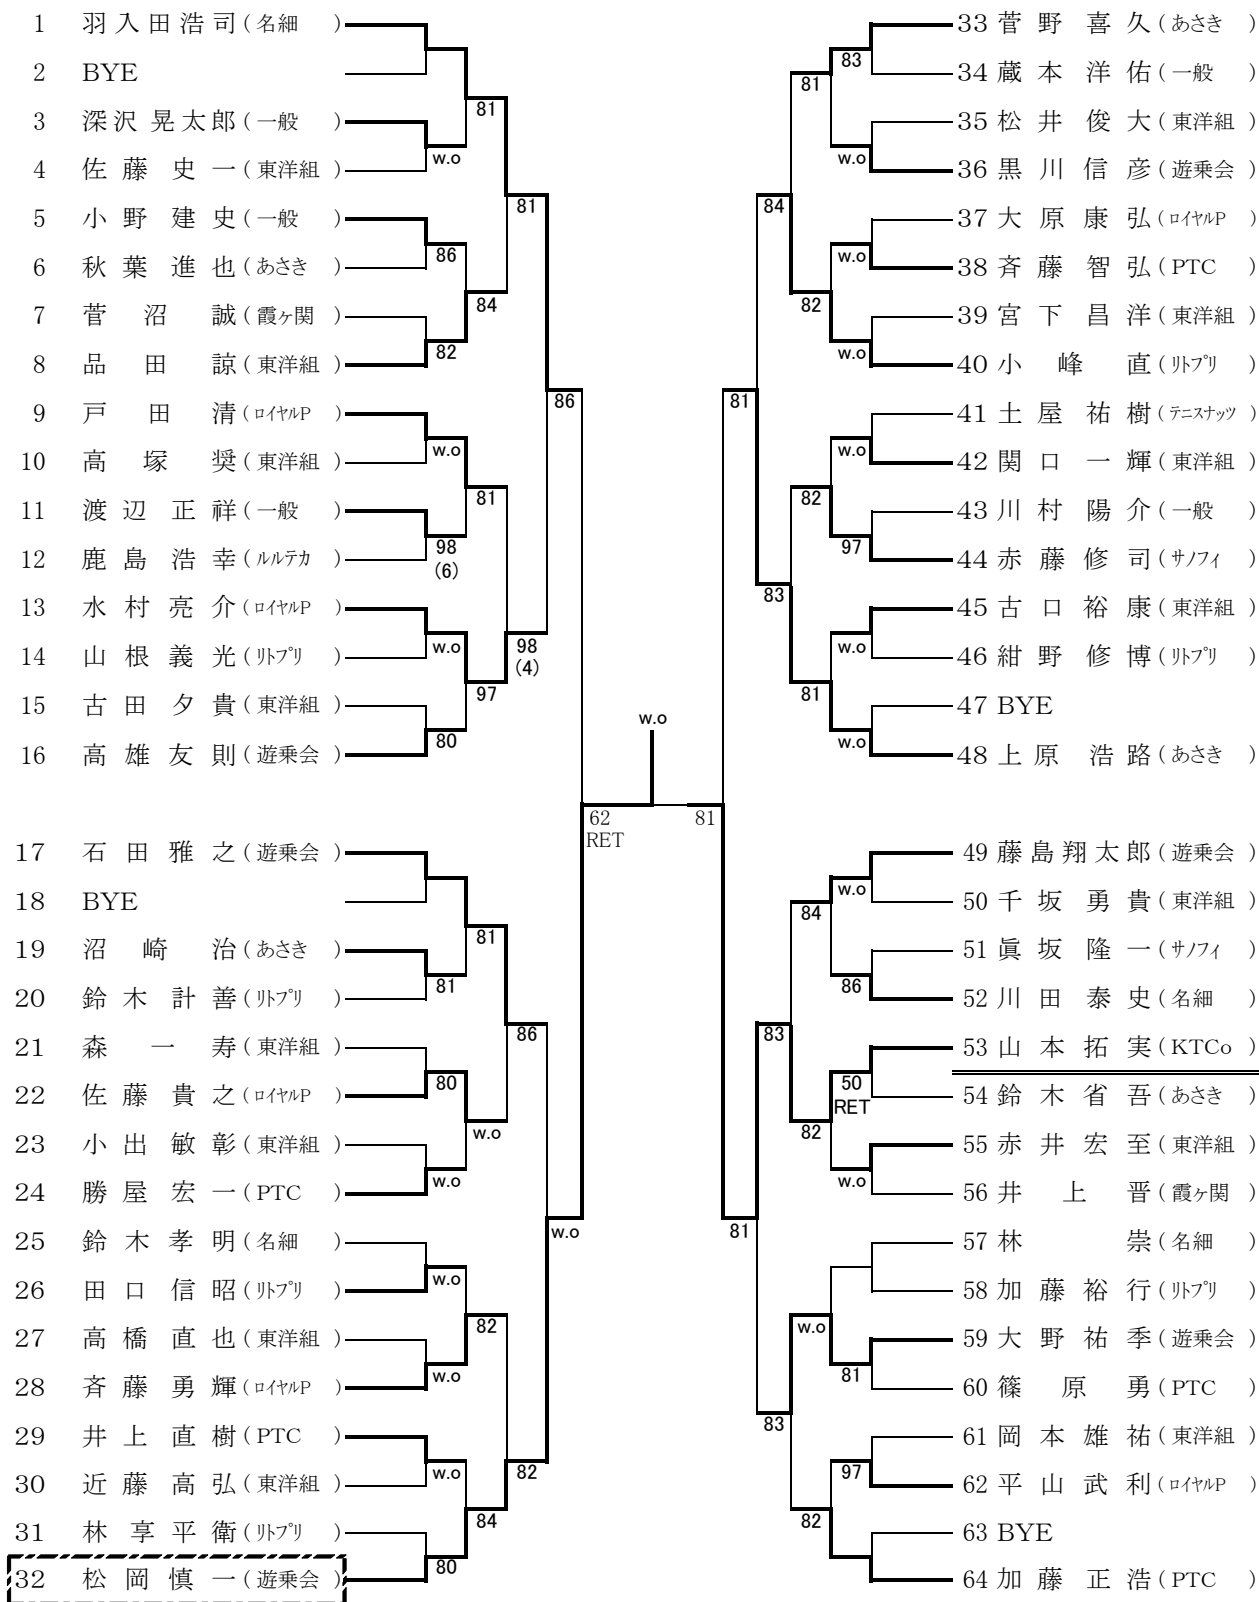 1 羽入田浩司(名細)
2 BYE
81
3 深沢晃太郎(一般)
w.o
4 佐藤史一(東洋組)
81
5 小野建史(一般)
86
6 秋葉進也(あさき)
84
7 菅沼誠(霞ヶ関)
82
8 品田諒(東洋組)
86
9 戸田清(ロイヤルP)
w.o
10 高塚奨(東洋組)
81
11 渡辺正祥(一般)
98
(6)
12 鹿島浩幸(ルルテカ)
13 水村亮介(ロイヤルP)
w.o
98
(4)
14 山根義光(リトプリ)
97
15 古田夕貴(東洋組)
80
16 高雄友則(遊乗会)
62
RET
17 石田雅之(遊乗会)
18 BYE
81
19 沼崎治(あさき)
81
20 鈴木計善(リトプリ)
86
21 森一寿(東洋組)
80
22 佐藤貴之(ロイヤルP)
w.o
23 小出敏彰(東洋組)
w.o
24 勝屋宏一(PTC)
w.o
25 鈴木孝明(名細)
w.o
26 田口信昭(リトプリ)
82
27 高橋直也(東洋組)
w.o
28 斉藤勇輝(ロイヤルP)
29 井上直樹(PTC)
w.o
82
30 近藤高弘(東洋組)
84
31 林享平衛(リトプリ)
80
32 松岡慎一(遊乗会)
w.o
33 菅野喜久(あさき)
83
34 蔵本洋佑(一般)
81
35 松井俊大(東洋組)
w.o
36 黒川信彦(遊乗会)
84
37 大原康弘(ロイヤルP)
w.o
38 斉藤智弘(PTC)
82
39 宮下昌洋(東洋組)
w.o
40 小峰直(リトプリ)
81
41 土屋祐樹(テニスナッツ)
w.o
42 関口一輝(東洋組)
82
43 川村陽介(一般)
97
44 赤藤修司(サノフィ)
83
45 古口裕康(東洋組)
w.o
46 紺野修博(リトプリ)
81
47 BYE
w.o
48 上原浩路(あさき)
81
49 藤島翔太郎(遊乗会)
w.o
50 千坂勇貴(東洋組)
84
51 眞坂隆一(サノフィ)
86
52 川田泰史(名細)
83
53 山本拓実(KTCo)
50
RET
54 鈴木省吾(あさき)
82
55 赤井宏至(東洋組)
w.o
56 井上晋(霞ヶ関)
81
57 林崇(名細)
58 加藤裕行(リトプリ)
w.o
59 大野祐季(遊乗会)
81
60 篠原勇(PTC)
83
61 岡本雄祐(東洋組)
97
62 平山武利(ロイヤルP)
82
63 BYE
64 加藤正浩(PTC)